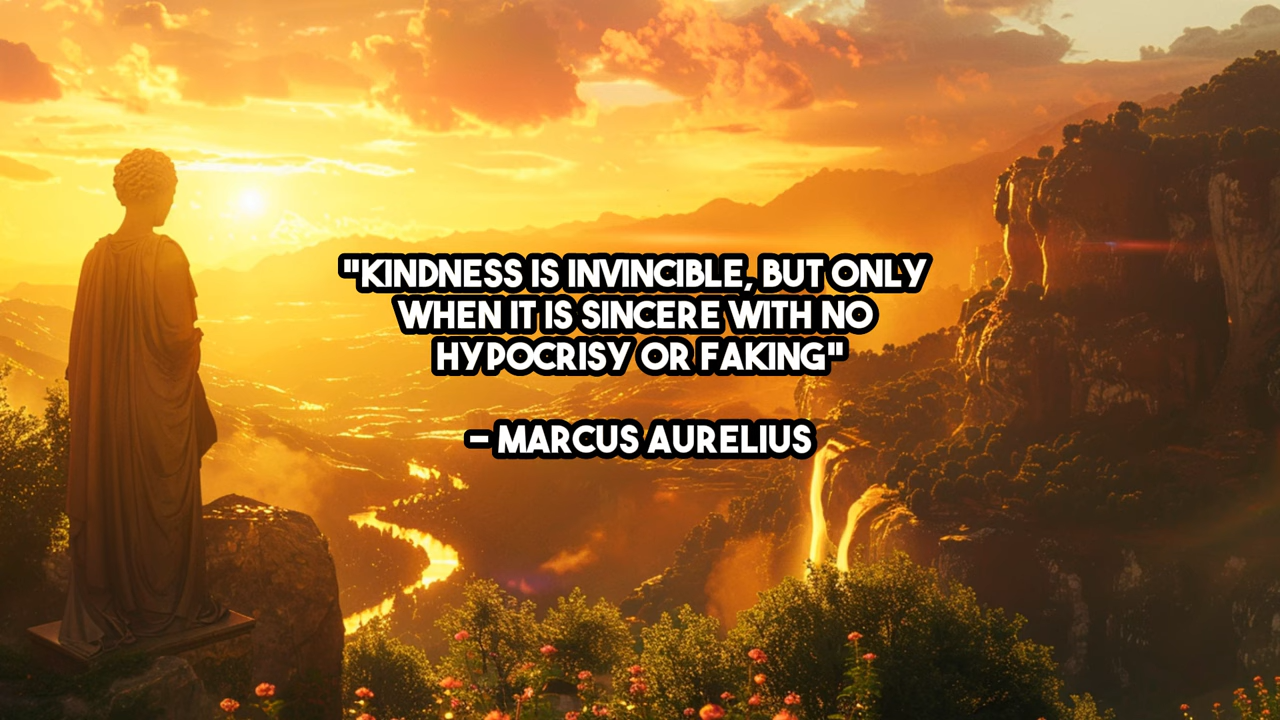 "KINDNESS IS INVINCIBLE, BUT ONLY
WHEN IT IS SINCERE WITH NO
HYPOCRISY OR FAKING"
- MARCUS AURELIUS